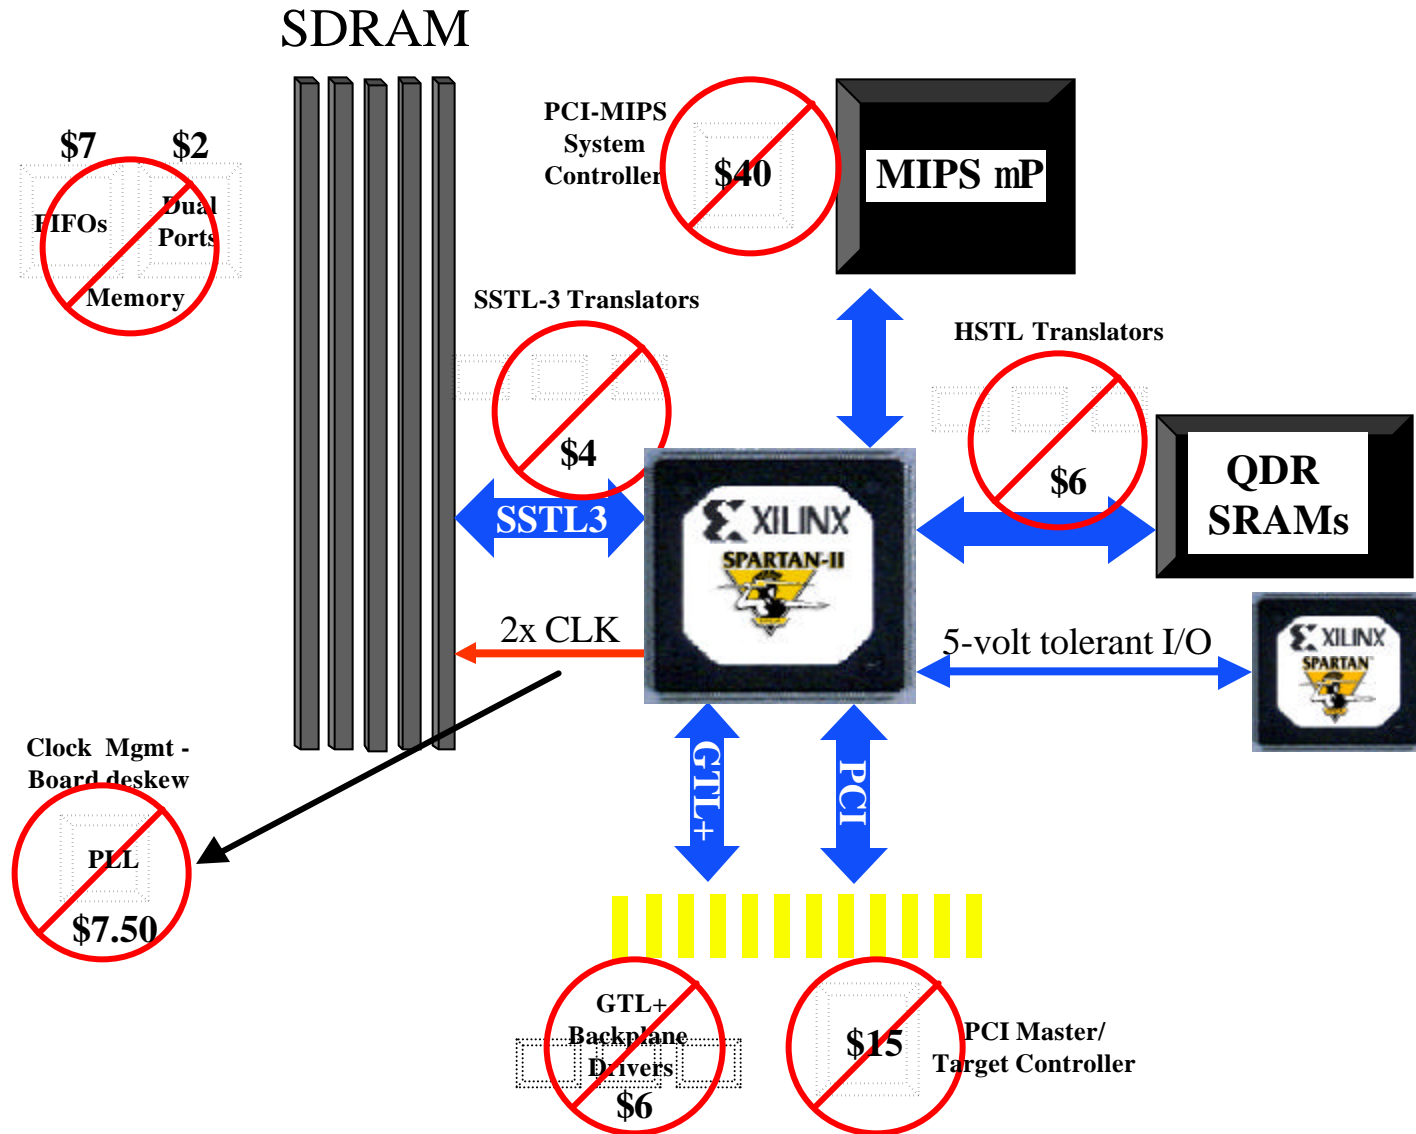 SDRAM
$7
$2
FIFOs
Dual
Ports
Memory
PCI-MIPS
System
Controller
$40
MIPS mP
SSTL-3 Translators
$4
HSTL Translators
$6
QDR
SRAMs
SSTL3
XILINX
SPARTAN-II
2x CLK
5-volt tolerant I/O
XILINX
SPARTAN™
Clock Mgmt -
Board deskew
PLL
$7.50
GTL+
PCI
GTL+
Backplane
Drivers
$6
$15
PCI Master/
Target Controller